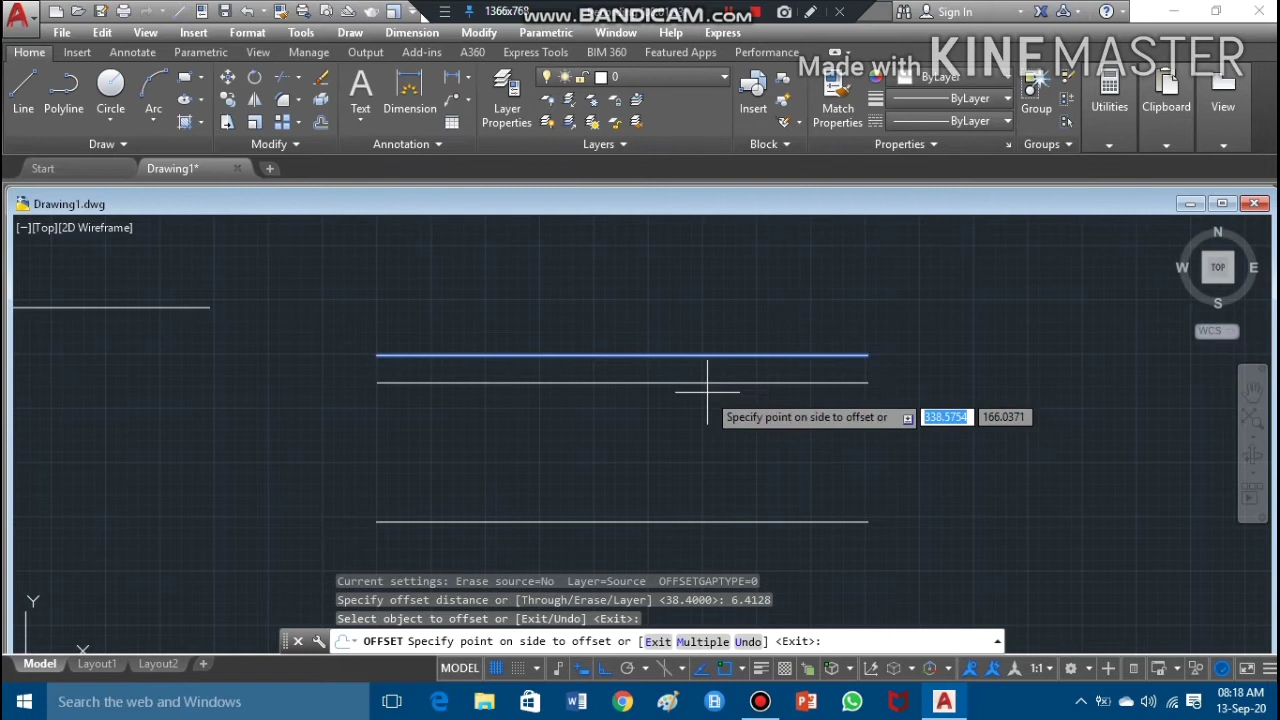 1366x768
www.BANDICAM.com
Sign In
File Edit View Insert Format Tools Draw Dimension Modify Parametric Window Help Express
Home Insert Annotate Parametric View Manage Output Add-ins A360 Express Tools BIM 360 Featured Apps Performance
Made with KINEMASTER
0
ByLayer
ByLayer
ByLayer
Line Polyline Circle Arc Text Dimension Layer Properties Insert Match Properties Group Utilities Clipboard View
Draw Modify Annotation Layers Block Properties Groups
Start Drawing1*
Drawing1.dwg
[−][Top][2D Wireframe]
N
W TOP E
S
WCS
Specify point on side to offset or 338.5754 166.0371
Current settings: Erase source=No Layer=Source OFFSETGAPTYPE=0
Specify offset distance or [Through/Erase/Layer] <38.4000>: 6.4128
Select object to offset or [Exit/Undo] <Exit>:
Y
X
OFFSET Specify point on side to offset or [Exit Multiple Undo] <Exit>:
Model Layout1 Layout2 MODEL 1:1
Search the web and Windows
08:18 AM
13-Sep-20